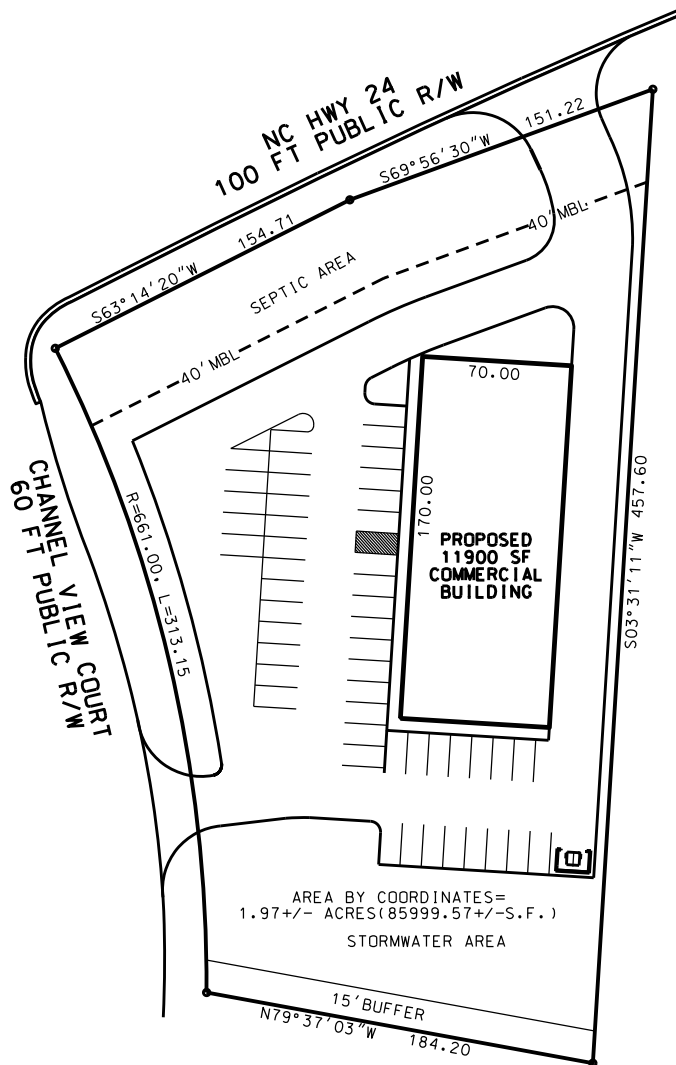 NC HWY 24
100 FT PUBLIC R/W
S69°56'30"W
151.22
S63°14'20"W
154.71
SEPTIC AREA
40'MBL
40'MBL
70.00
170.00
PROPOSED
11900 SF
COMMERCIAL
BUILDING
S03°31'11"W 457.60
R=661.00, L=313.15
CHANNEL VIEW COURT
60 FT PUBLIC R/W
AREA BY COORDINATES=
1.97+/- ACRES(85999.57+/-S.F.)
STORMWATER AREA
15'BUFFER
N79°37'03"W
184.20